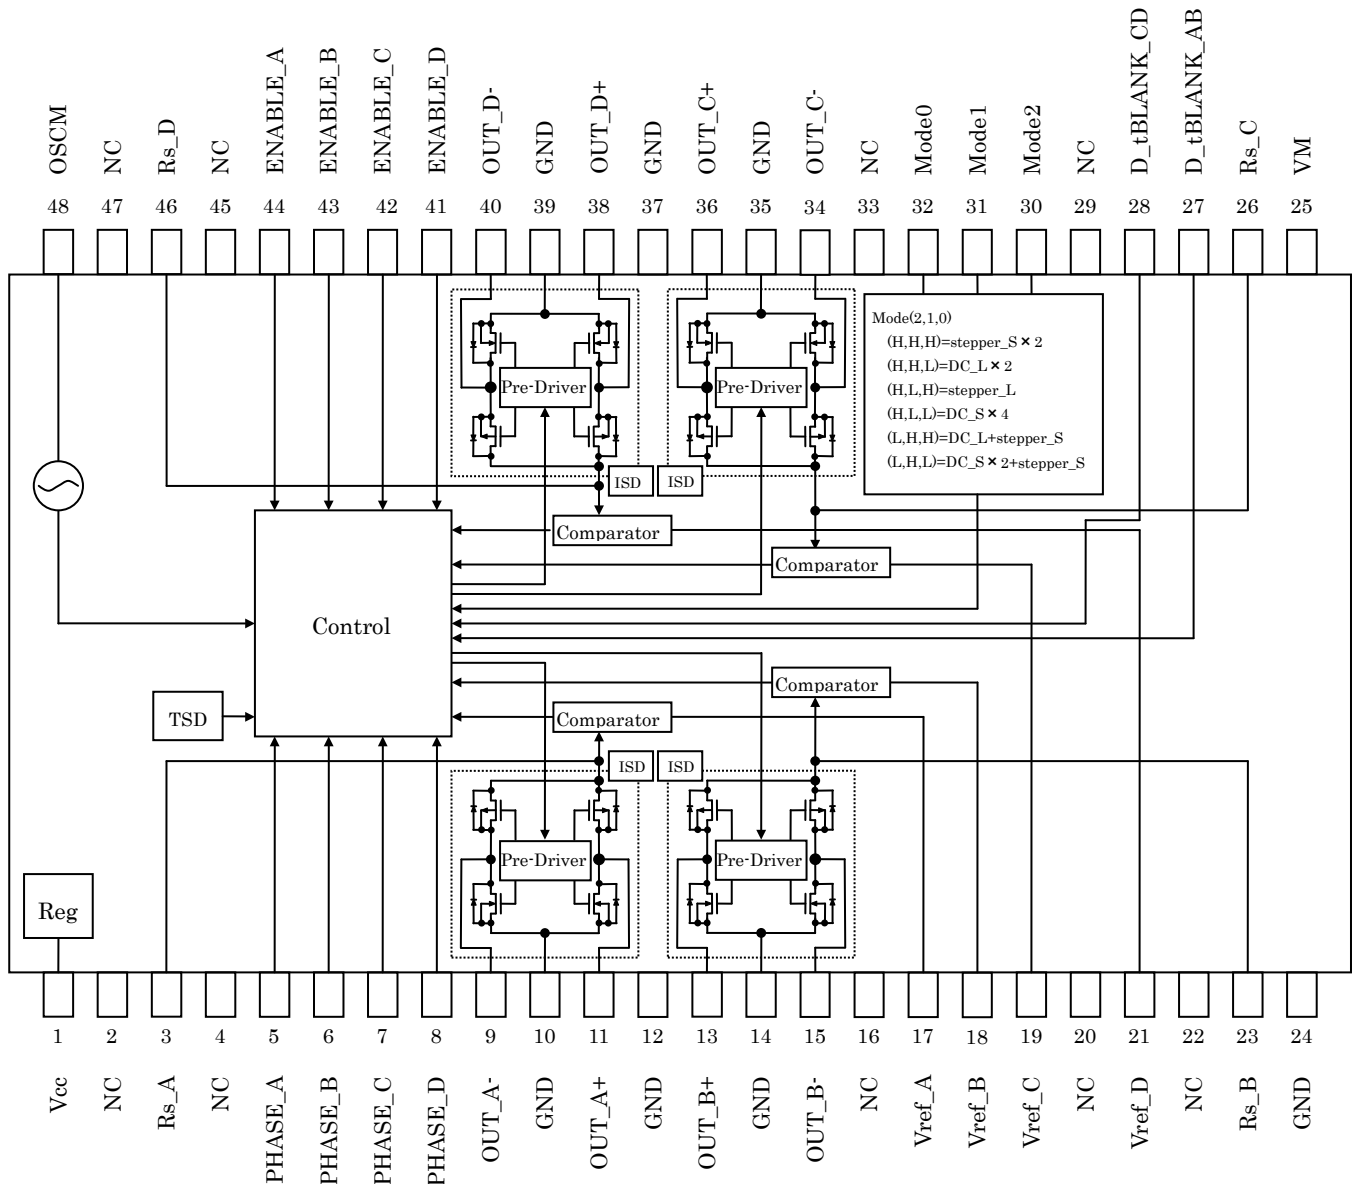 OSCM
NC
Rs_D
NC
ENABLE_A
ENABLE_B
ENABLE_C
ENABLE_D
OUT_D-
GND
OUT_D+
GND
OUT_C+
GND
OUT_C-
NC
Mode0
Mode1
Mode2
NC
D_tBLANK_CD
D_tBLANK_AB
Rs_C
VM
48 47 46 45 44 43 42 41 40 39 38 37 36 35 34 33 32 31 30 29 28 27 26 25
Mode(2,1,0)
(H,H,H)=stepper_S×2
(H,H,L)=DC_L×2
(H,L,H)=stepper_L
(H,L,L)=DC_S×4
(L,H,H)=DC_L+stepper_S
(L,H,L)=DC_S×2+stepper_S
Pre-Driver
Pre-Driver
ISD
ISD
Comparator
Comparator
Control
Comparator
TSD
Comparator
ISD
ISD
Pre-Driver
Pre-Driver
Reg
1 2 3 4 5 6 7 8 9 10 11 12 13 14 15 16 17 18 19 20 21 22 23 24
Vcc
NC
Rs_A
NC
PHASE_A
PHASE_B
PHASE_C
PHASE_D
OUT_A-
GND
OUT_A+
GND
OUT_B+
GND
OUT_B-
NC
Vref_A
Vref_B
Vref_C
NC
Vref_D
NC
Rs_B
GND